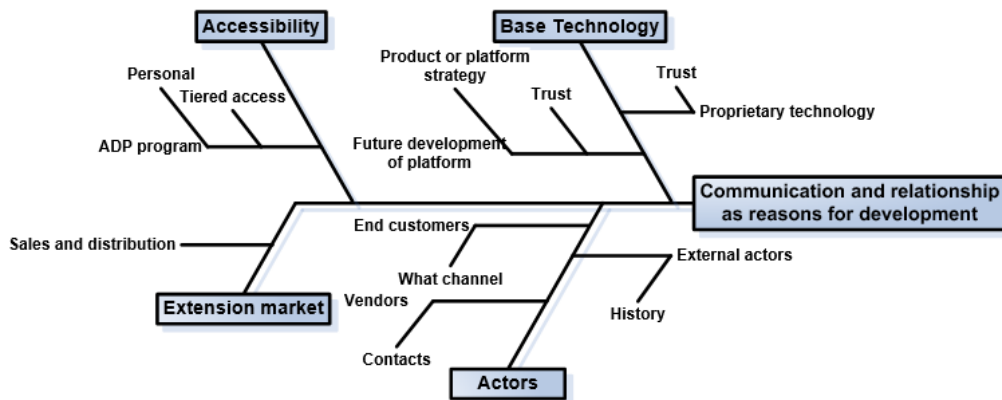 Accessibility
Base Technology
Personal
Tiered access
ADP program
Product or platform
strategy
Trust
Future development
of platform
Trust
Proprietary technology
Communication and relationship
as reasons for development
Sales and distribution
Extension market
End customers
What channel
Vendors
Contacts
External actors
History
Actors